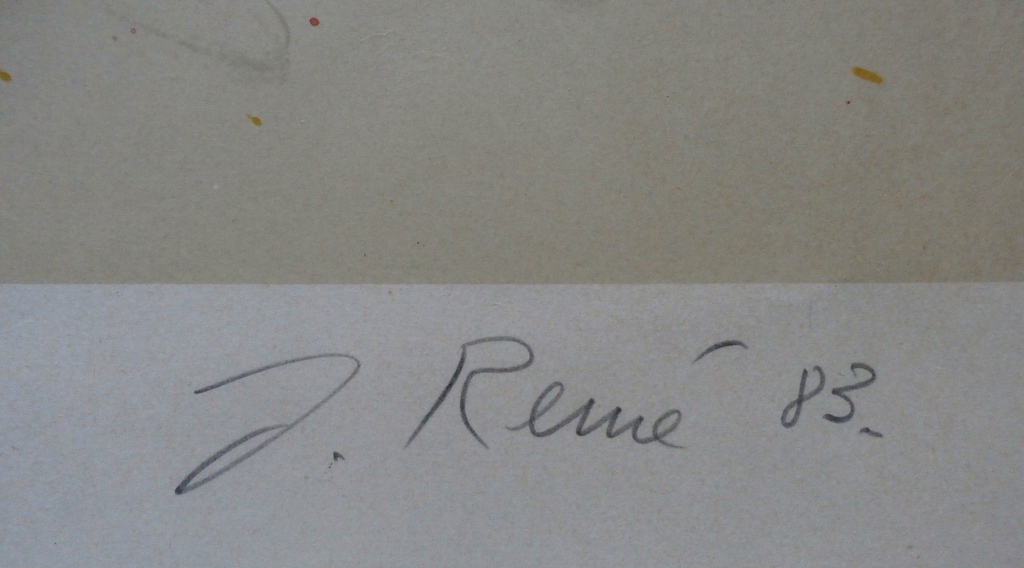 J. René 83.